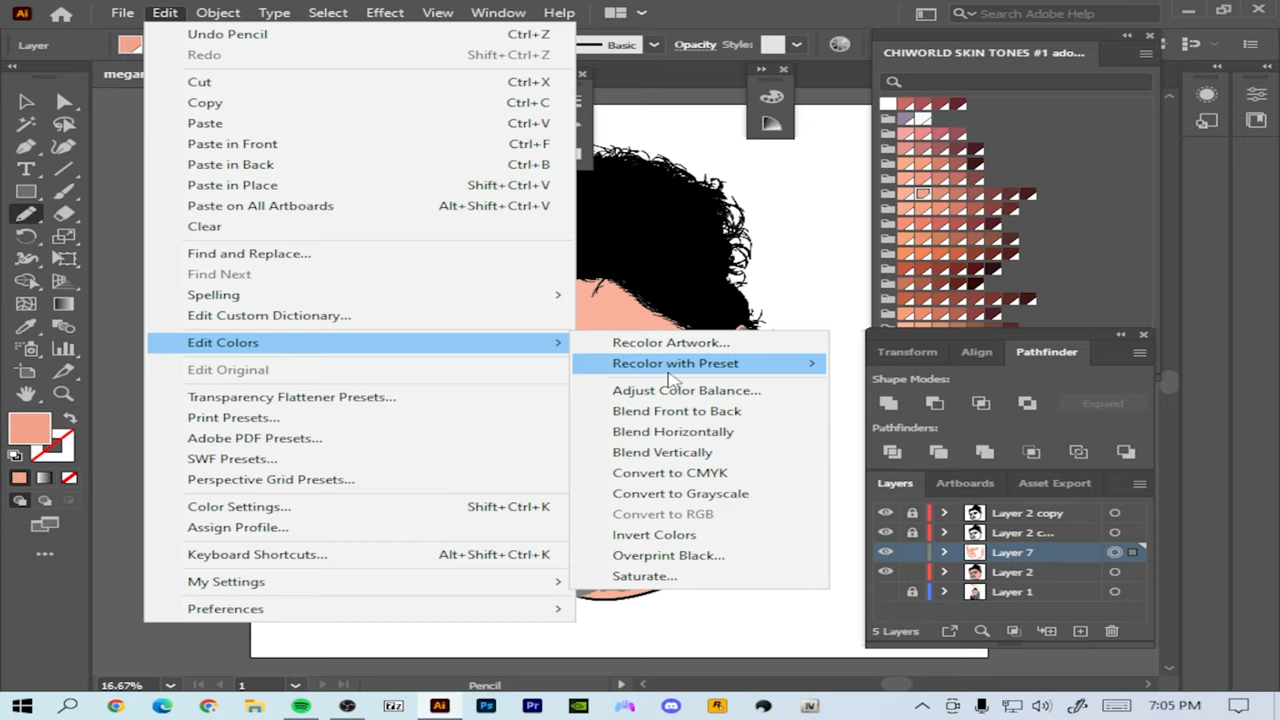 Ai File Edit Object Type Select Effect View Window Help Search Adobe Help
Layer Basic Opacity Style:
CHIWORLD SKIN TONES #1 ado...
megan
Undo Pencil Ctrl+Z
Redo Shift+Ctrl+Z
Cut Ctrl+X
Copy Ctrl+C
Paste Ctrl+V
Paste in Front Ctrl+F
Paste in Back Ctrl+B
Paste in Place Shift+Ctrl+V
Paste on All Artboards Alt+Shift+Ctrl+V
Clear
Find and Replace...
Find Next
Spelling
Edit Custom Dictionary...
Edit Colors
Edit Original
Transparency Flattener Presets...
Print Presets...
Adobe PDF Presets...
SWF Presets...
Perspective Grid Presets...
Color Settings... Shift+Ctrl+K
Assign Profile...
Keyboard Shortcuts... Alt+Shift+Ctrl+K
My Settings
Preferences
Recolor Artwork...
Recolor with Preset
Adjust Color Balance...
Blend Front to Back
Blend Horizontally
Blend Vertically
Convert to CMYK
Convert to Grayscale
Convert to RGB
Invert Colors
Overprint Black...
Saturate...
Transform Align Pathfinder
Shape Modes:
Expand
Pathfinders:
Layers Artboards Asset Export
Layer 2 copy
Layer 2 c...
Layer 7
Layer 2
Layer 1
5 Layers
16.67% 1 Pencil
Ai Ps Pr 7:05 PM